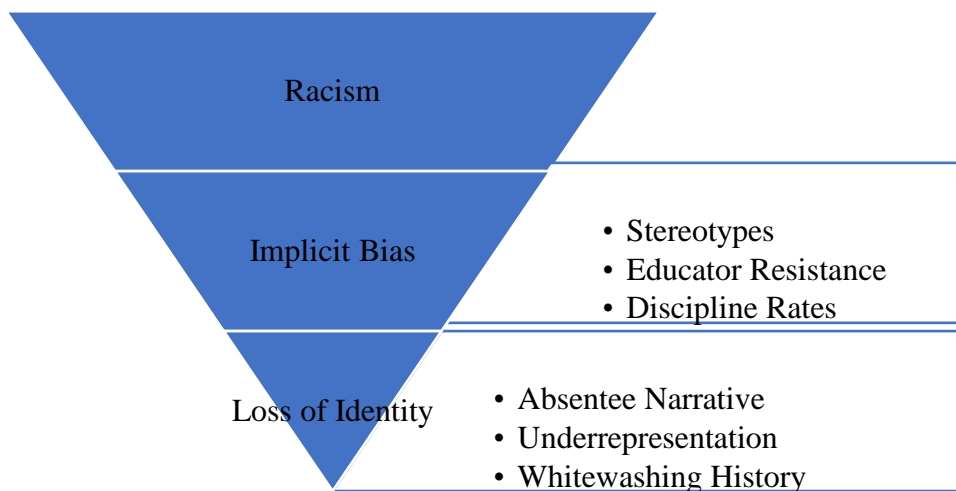 Racism
Implicit Bias
• Stereotypes
• Educator Resistance
• Discipline Rates
Loss of Identity
• Absentee Narrative
• Underrepresentation
• Whitewashing History